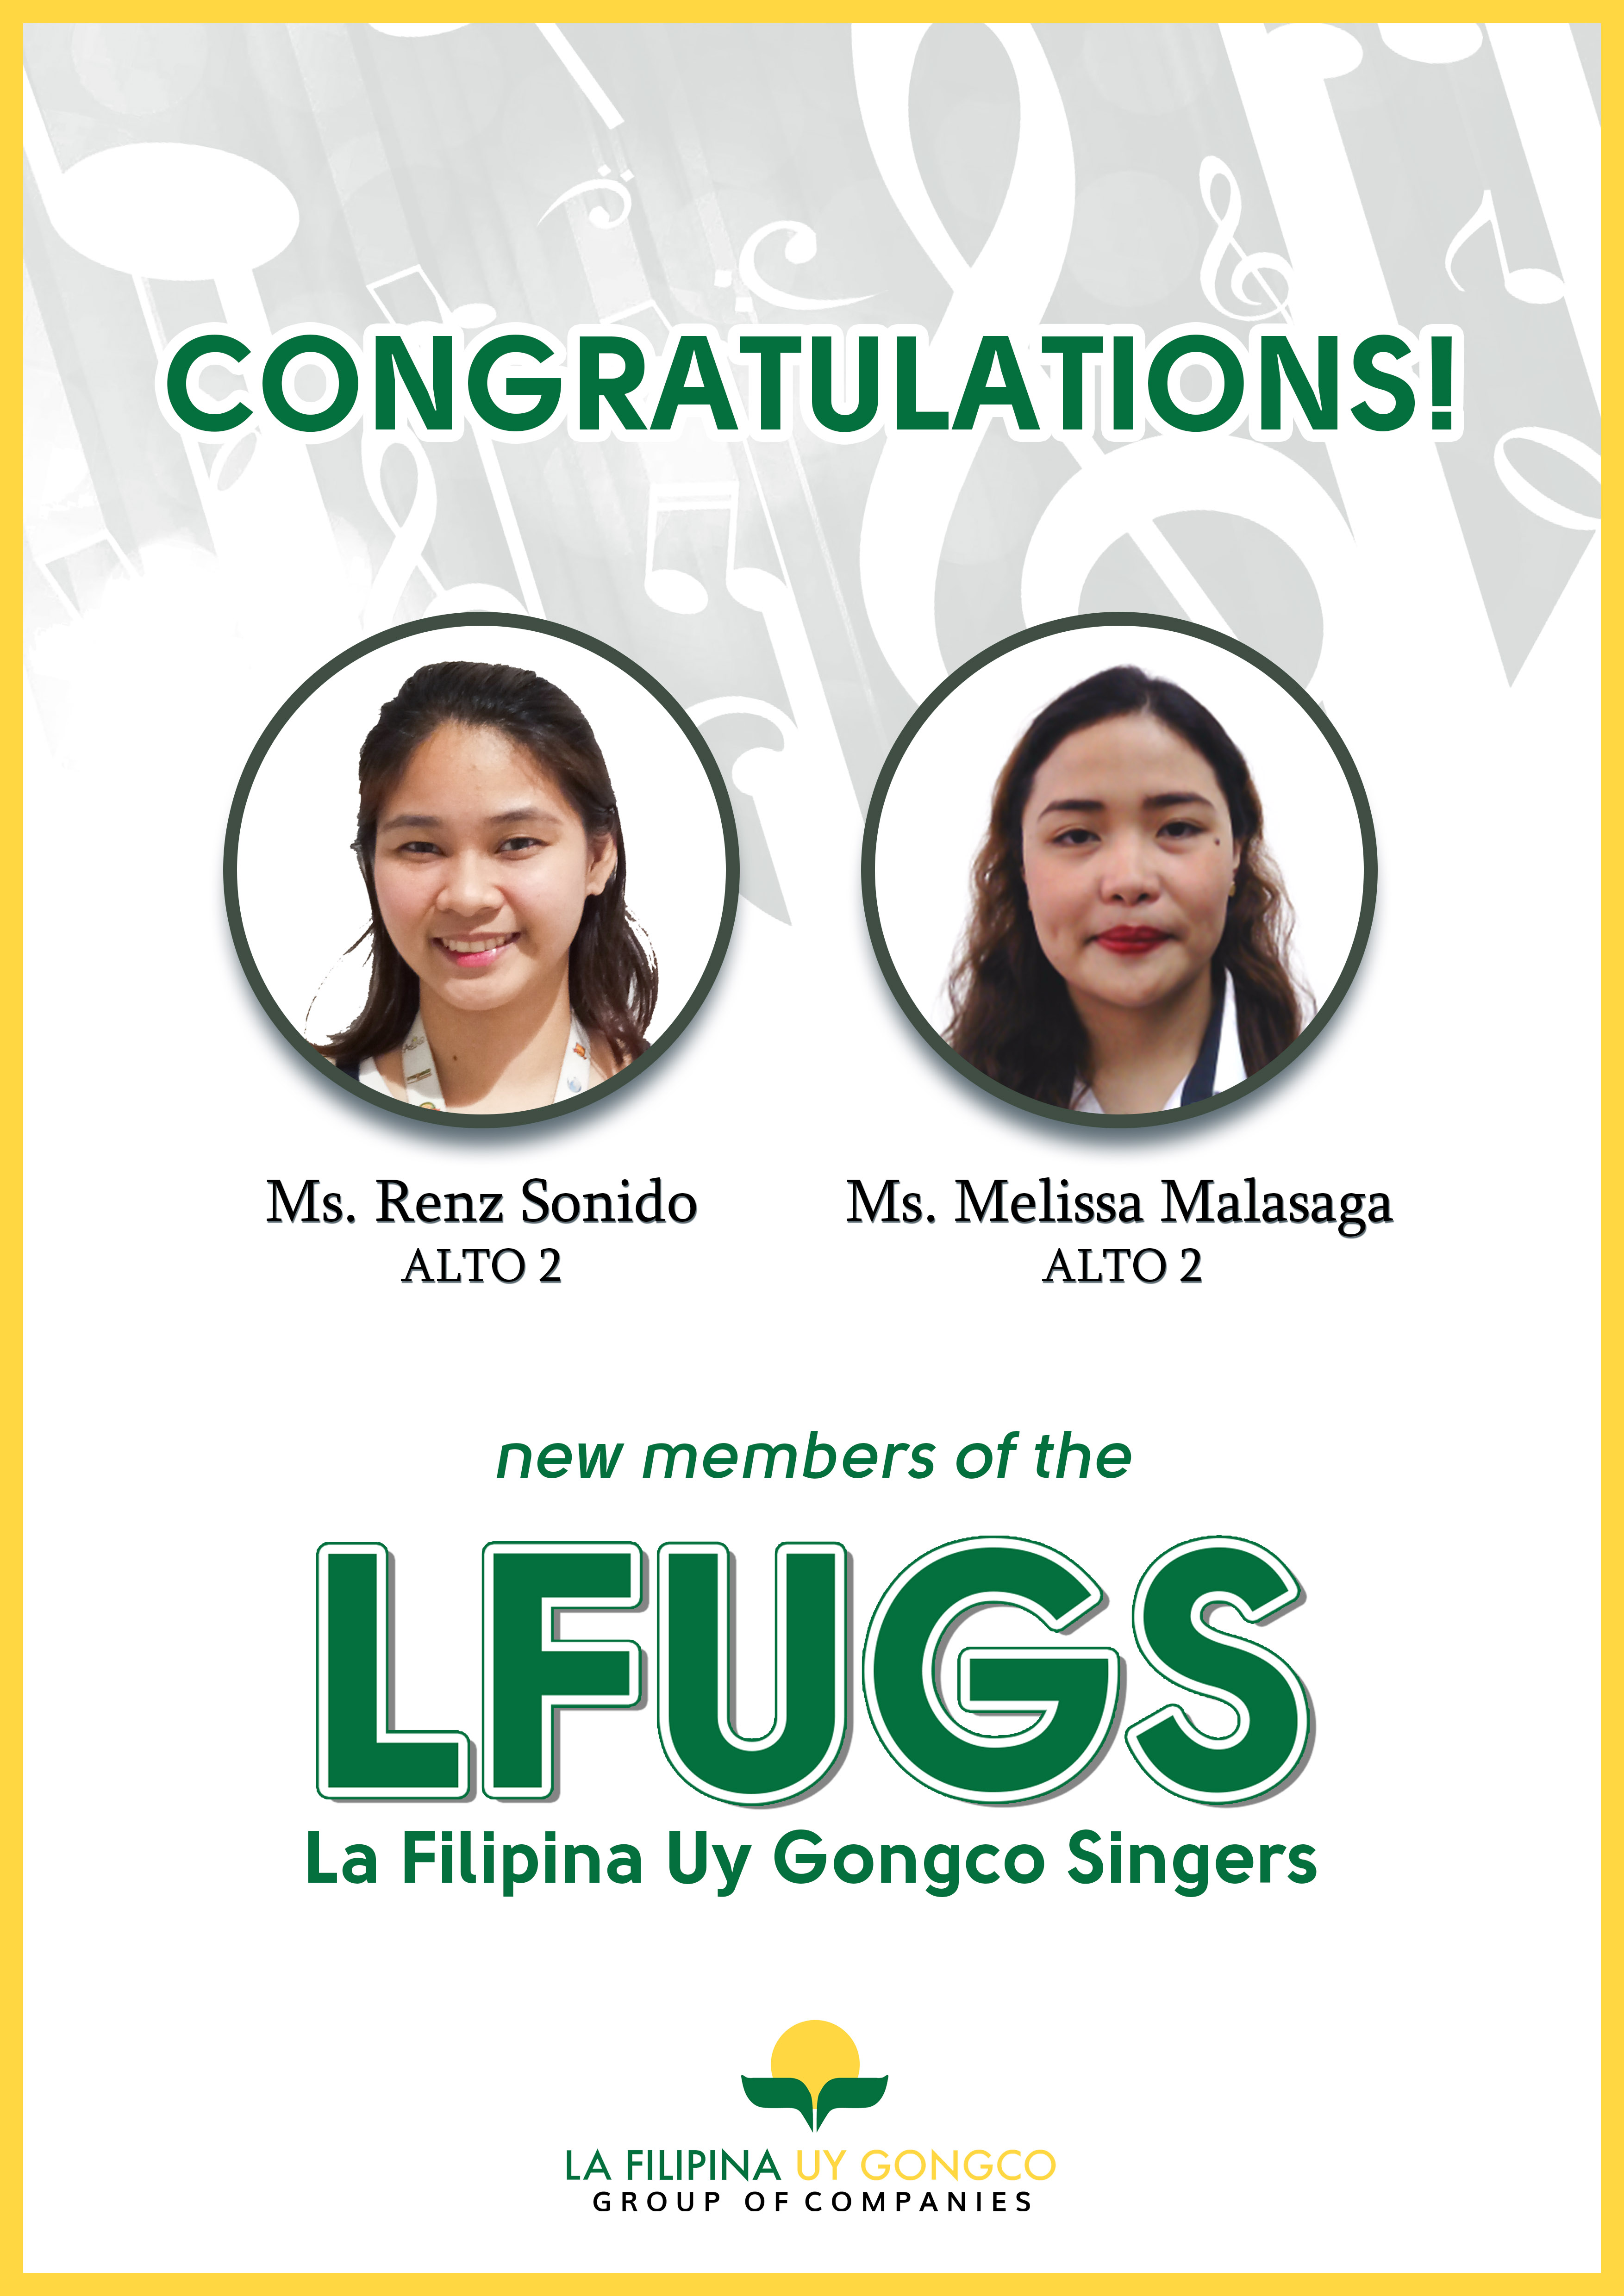 CONGRATULATIONS!
Ms. Renz Sonido
ALTO 2
Ms. Melissa Malasaga
ALTO 2
new members of the
LFUGS
La Filipina Uy Gongco Singers
LA FILIPINA UY GONGCO
GROUP OF COMPANIES